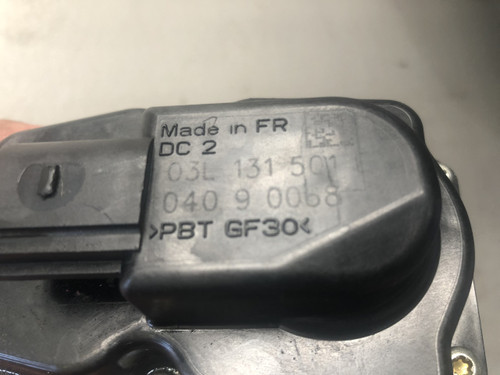 Made in FR
DC 2
03L 131 501
040 9 0068
>PBT GF30<